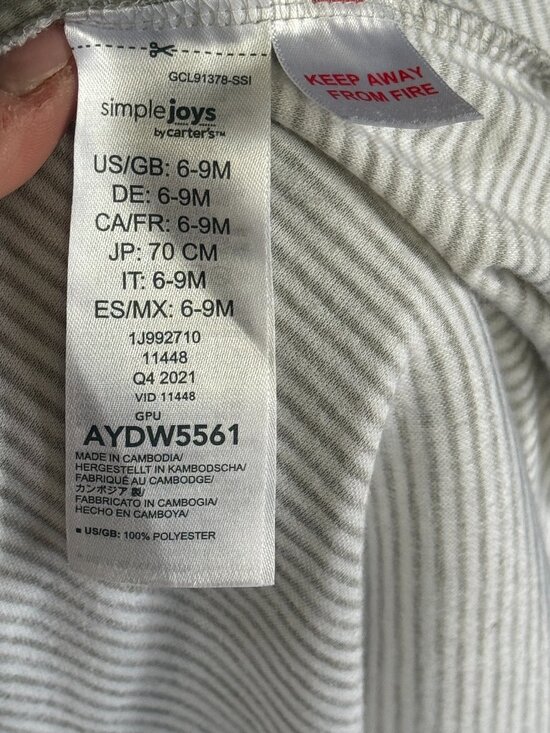 GCL91378-SSI
simple joys
by carter's™
US/GB: 6-9M
DE: 6-9M
CA/FR: 6-9M
JP: 70 CM
IT: 6-9M
ES/MX: 6-9M
1J992710
11448
Q4 2021
VID 11448
GPU
AYDW5561
MADE IN CAMBODIA/
HERGESTELLT IN KAMBODSCHA/
FABRIQUÉ AU CAMBODGE/
カンボジア 製/
FABBRICATO IN CAMBOGIA/
HECHO EN CAMBOYA/
■ US/GB: 100% POLYESTER
KEEP AWAY
FROM FIRE